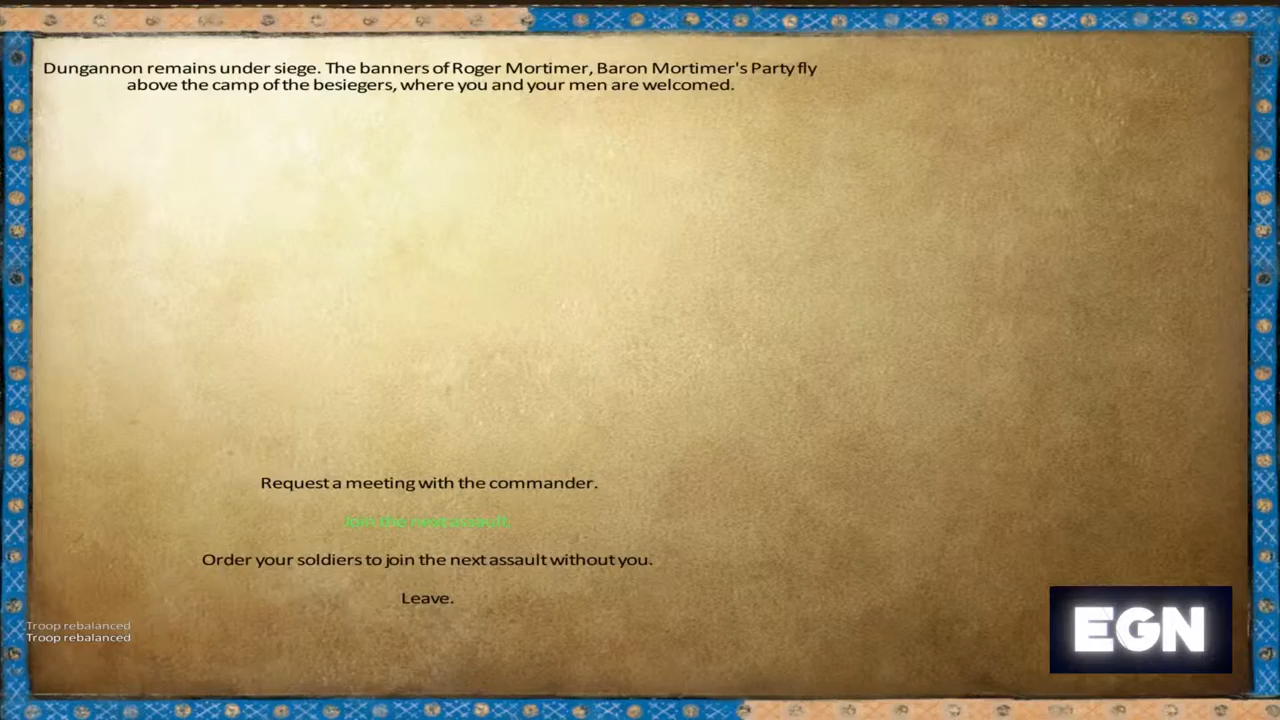 Dungannon remains under siege. The banners of Roger Mortimer, Baron Mortimer's Party fly
above the camp of the besiegers, where you and your men are welcomed.
Request a meeting with the commander.
Join the next assault.
Order your soldiers to join the next assault without you.
Leave.
Troop rebalanced
Troop rebalanced
EGN